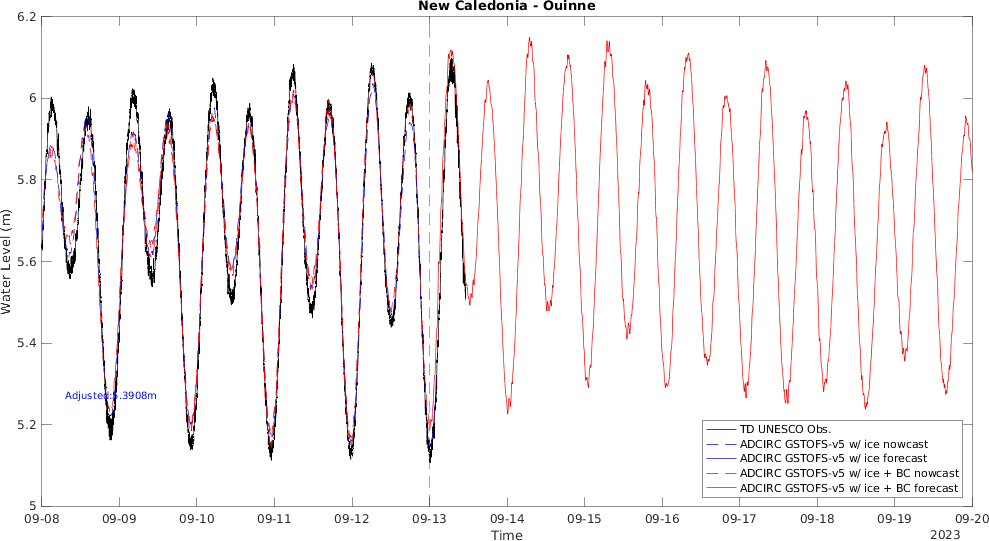 New Caledonia - Ouinne
6.2
6
5.8
5.6
5.4
5.2
5
Water Level (m)
Adjusted:5.3908m
TD UNESCO Obs.
ADCIRC GSTOFS-v5 w/ ice nowcast
ADCIRC GSTOFS-v5 w/ ice forecast
ADCIRC GSTOFS-v5 w/ ice + BC nowcast
ADCIRC GSTOFS-v5 w/ ice + BC forecast
09-08 09-09 09-10 09-11 09-12 09-13 09-14 09-15 09-16 09-17 09-18 09-19 09-20
Time
2023